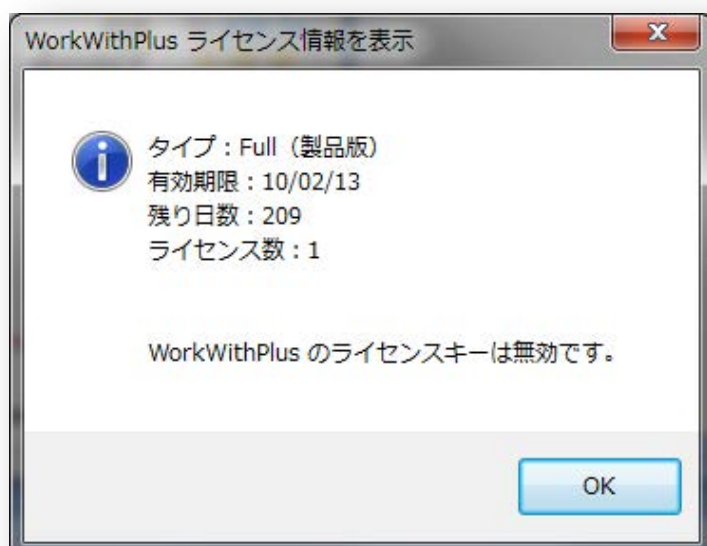 WorkWithPlus ライセンス情報を表示
タイプ：Full（製品版）
有効期限：10/02/13
残り日数：209
ライセンス数：1
WorkWithPlus のライセンスキーは無効です。
OK